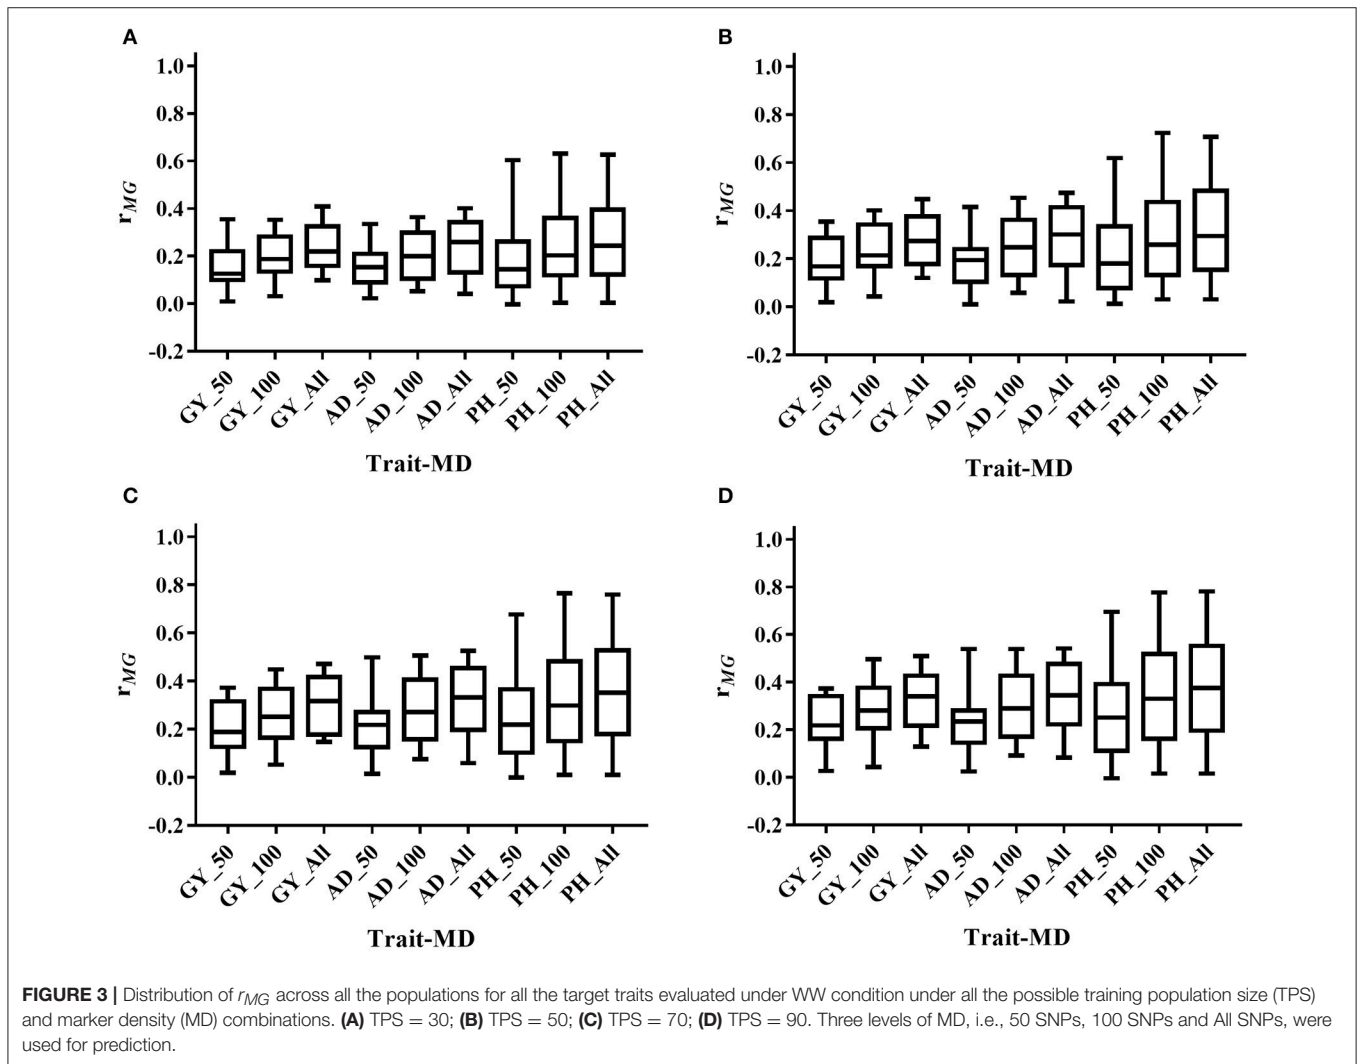 A
1.0
0.8
0.6
0.4
0.2
0.0
-0.2
rMG
GY_50
GY_100
GY_All
AD_50
AD_100
AD_All
PH_50
PH_100
PH_All
Trait-MD
B
1.0
0.8
0.6
0.4
0.2
0.0
-0.2
rMG
GY_50
GY_100
GY_All
AD_50
AD_100
AD_All
PH_50
PH_100
PH_All
Trait-MD
C
1.0
0.8
0.6
0.4
0.2
0.0
-0.2
rMG
GY_50
GY_100
GY_All
AD_50
AD_100
AD_All
PH_50
PH_100
PH_All
Trait-MD
D
1.0
0.8
0.6
0.4
0.2
0.0
-0.2
rMG
GY_50
GY_100
GY_All
AD_50
AD_100
AD_All
PH_50
PH_100
PH_All
Trait-MD
FIGURE 3 | Distribution of rMG across all the populations for all the target traits evaluated under WW condition under all the possible training population size (TPS)
and marker density (MD) combinations. (A) TPS = 30; (B) TPS = 50; (C) TPS = 70; (D) TPS = 90. Three levels of MD, i.e., 50 SNPs, 100 SNPs and All SNPs, were
used for prediction.